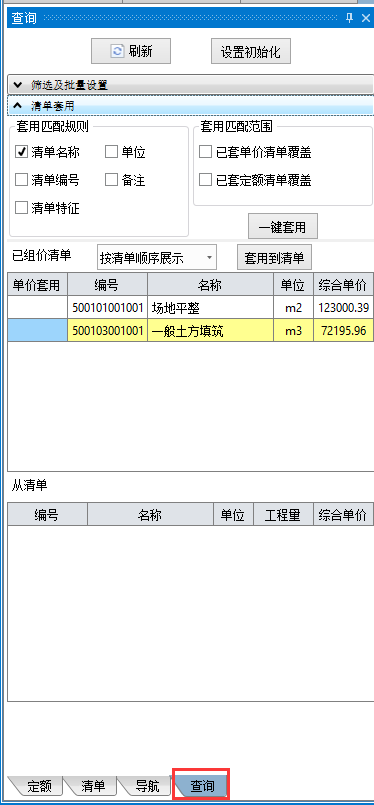 查询
刷新 设置初始化
筛选及批量设置
清单套用
套用匹配规则 套用匹配范围
清单名称 单位 已套单价清单覆盖
清单编号 备注 已套定额清单覆盖
清单特征
一键套用
已组价清单 按清单顺序展示 套用到清单
单价套用 编号 名称 单位 综合单价
500101001001 场地平整 m2 123000.39
500103001001 一般土方填筑 m3 72195.96
从清单
编号 名称 单位 工程量 综合单价
定额 清单 导航 查询